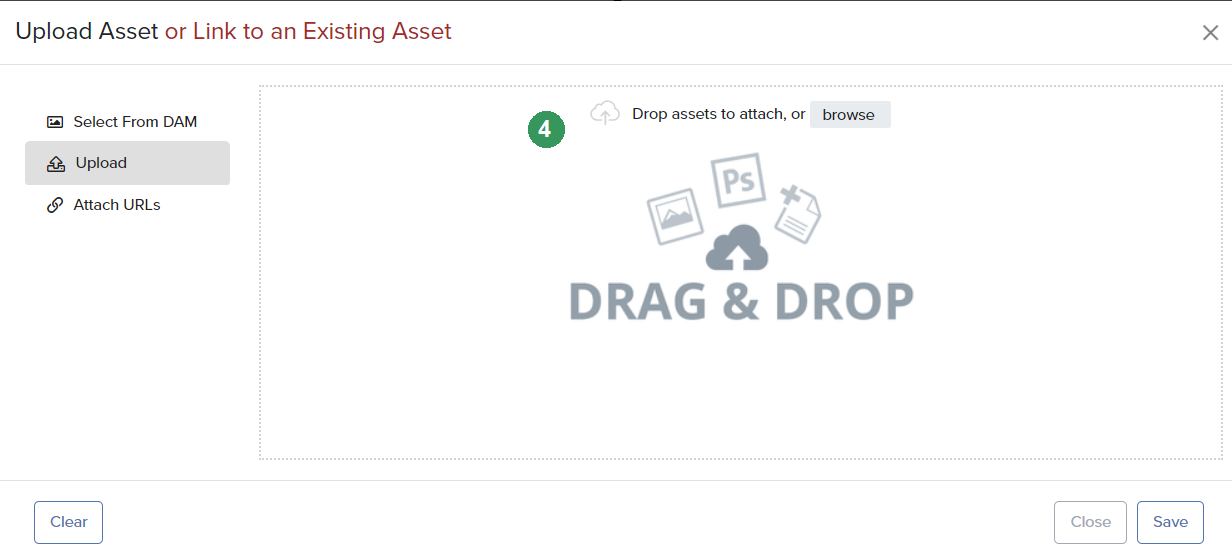 Upload Asset or Link to an Existing Asset
Select From DAM
Upload
Attach URLs
4
Drop assets to attach, or browse
Ps
DRAG & DROP
Clear
Close
Save